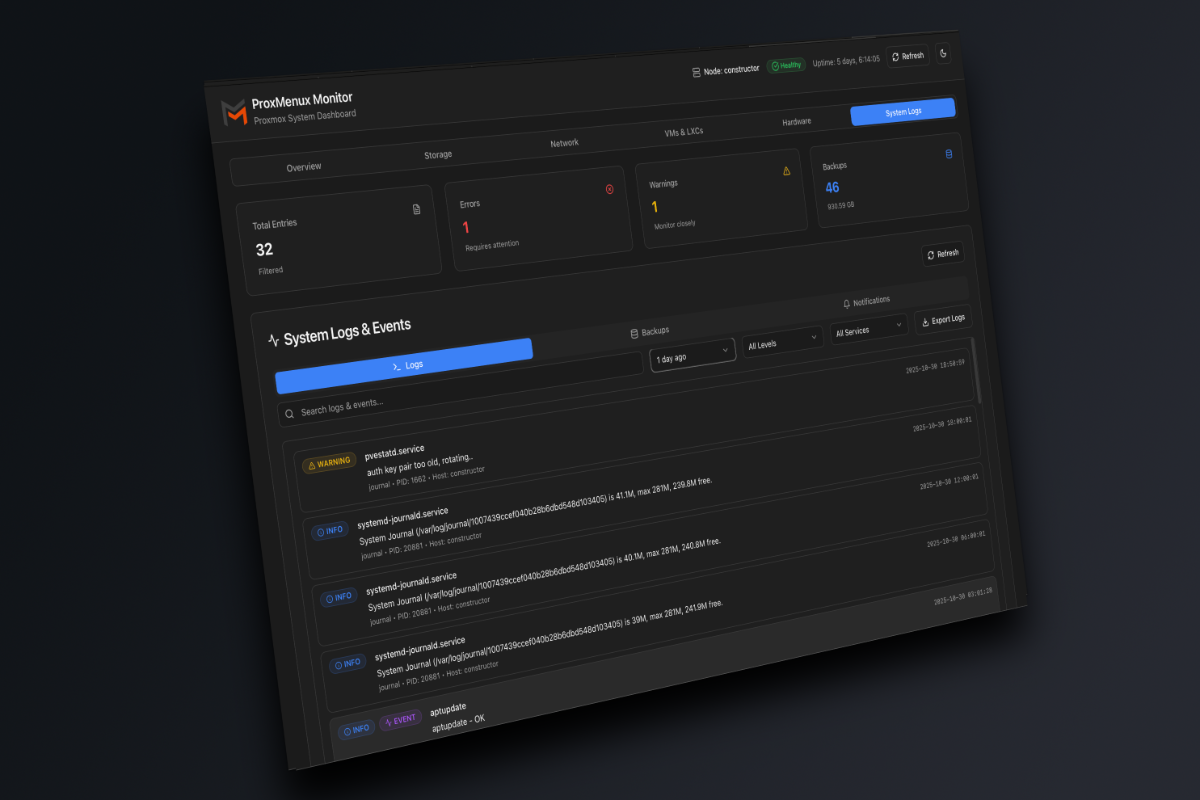 ProxMenux Monitor
Proxmox System Dashboard
Node: constructor
Healthy
Uptime: 5 days, 6:14:05
Refresh
Overview
Storage
Network
VMs & LXCs
Hardware
System Logs
Total Entries
32
Filtered
Errors
1
Requires attention
Warnings
1
Monitor closely
Backups
46
930.59 GB
Refresh
System Logs & Events
Logs
Backups
Notifications
Search logs & events...
1 day ago
All Levels
All Services
Export Logs
WARNING
pvestatd.service
2025-10-30 18:50:59
auth key pair too old, rotating..
journal • PID: 1662 • Host: constructor
INFO
systemd-journald.service
2025-10-30 18:00:01
System Journal (/var/log/journal/1007439ccef040b28b6dbd548d103405) is 41.1M, max 281M, 239.8M free.
journal • PID: 20881 • Host: constructor
INFO
systemd-journald.service
2025-10-30 12:00:01
System Journal (/var/log/journal/1007439ccef040b28b6dbd548d103405) is 40.1M, max 281M, 240.8M free.
journal • PID: 20881 • Host: constructor
INFO
systemd-journald.service
2025-10-30 06:00:01
System Journal (/var/log/journal/1007439ccef040b28b6dbd548d103405) is 39M, max 281M, 241.9M free.
journal • PID: 20881 • Host: constructor
INFO
EVENT
aptupdate
2025-10-30 03:01:28
aptupdate - OK